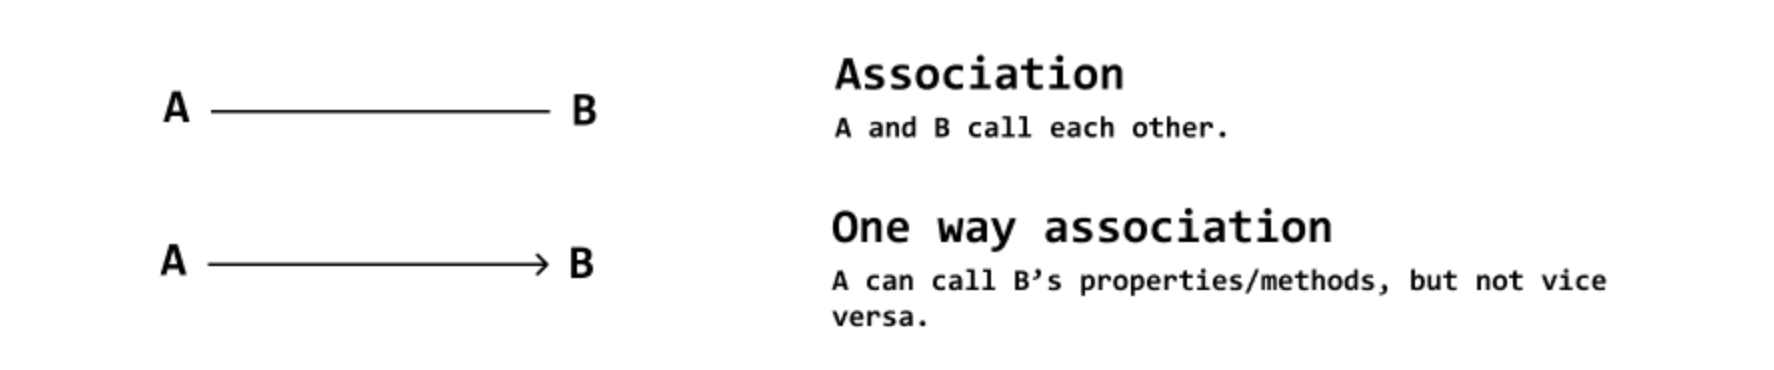 A B
Association
A and B call each other.
A B
One way association
A can call B’s properties/methods, but not vice
versa.